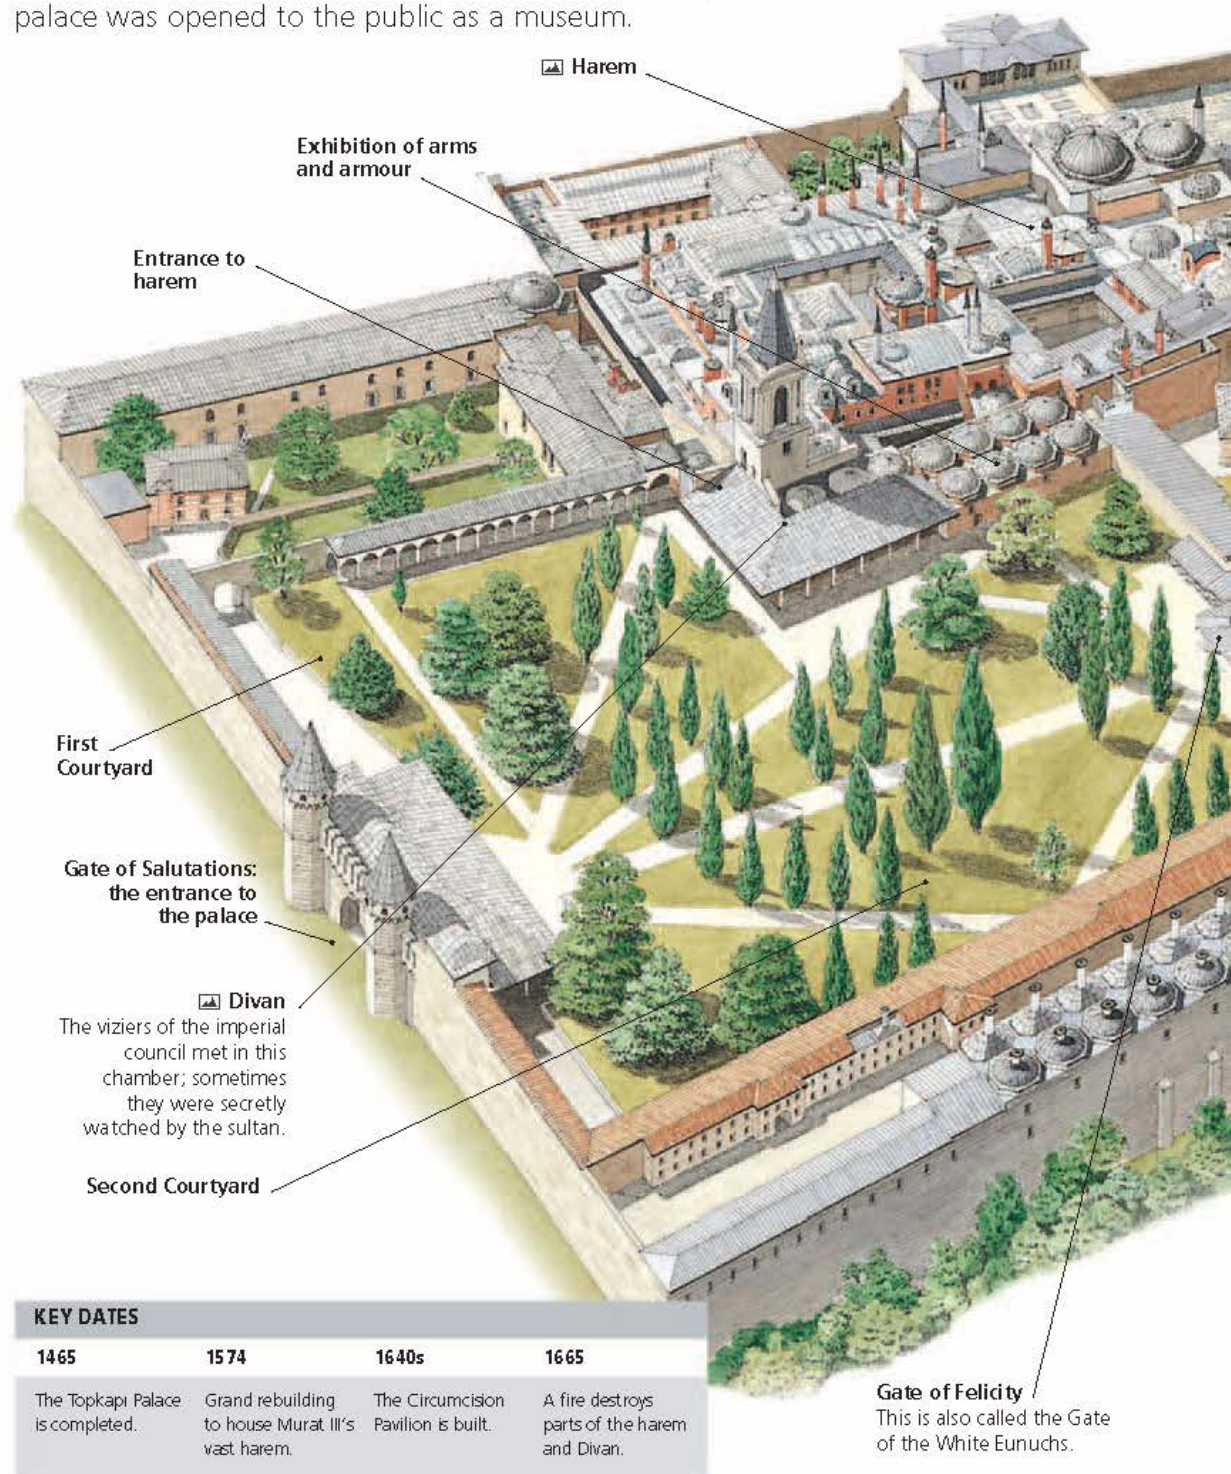 palace was opened to the public as a museum.
Harem
Exhibition of arms
and armour
Entrance to
harem
First
Courtyard
Gate of Salutations:
the entrance to
the palace
Divan
The viziers of the imperial
council met in this
chamber; sometimes
they were secretly
watched by the sultan.
Second Courtyard
Gate of Felicity
This is also called the Gate
of the White Eunuchs.
KEY DATES
1465
The Topkapı Palace
is completed.
1574
Grand rebuilding
to house Murat III's
vast harem.
1640s
The Circumcision
Pavilion is built.
1665
A fire destroys
parts of the harem
and Divan.